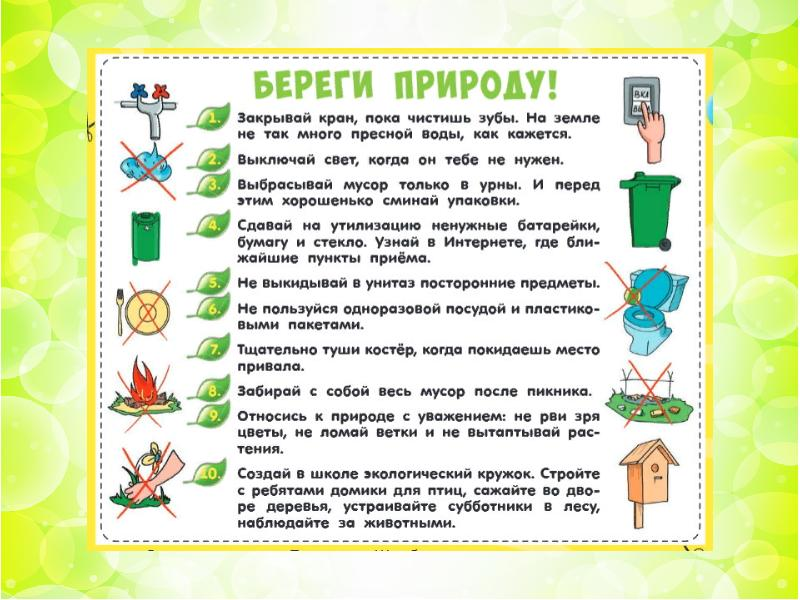 БЕРЕГИ ПРИРОДУ!
1. Закрывай кран, пока чистишь зубы. На земле
не так много пресной воды, как кажется.
2. Выключай свет, когда он тебе не нужен.
3. Выбрасывай мусор только в урны. И перед
этим хорошенько сминай упаковки.
4. Сдавай на утилизацию ненужные батарейки,
бумагу и стекло. Узнай в Интернете, где бли-
жайшие пункты приёма.
5. Не выкидывай в унитаз посторонние предметы.
6. Не пользуйся одноразовой посудой и пластико-
выми пакетами.
7. Тщательно туши костёр, когда покидаешь место
привала.
8. Забирай с собой весь мусор после пикника.
9. Относись к природе с уважением: не рви зря
цветы, не ломай ветки и не вытаптывай рас-
тения.
10. Создай в школе экологический кружок. Стройте
с ребятами домики для птиц, сажайте во дво-
ре деревья, устраивайте субботники в лесу,
наблюдайте за животными.
ВКЛ